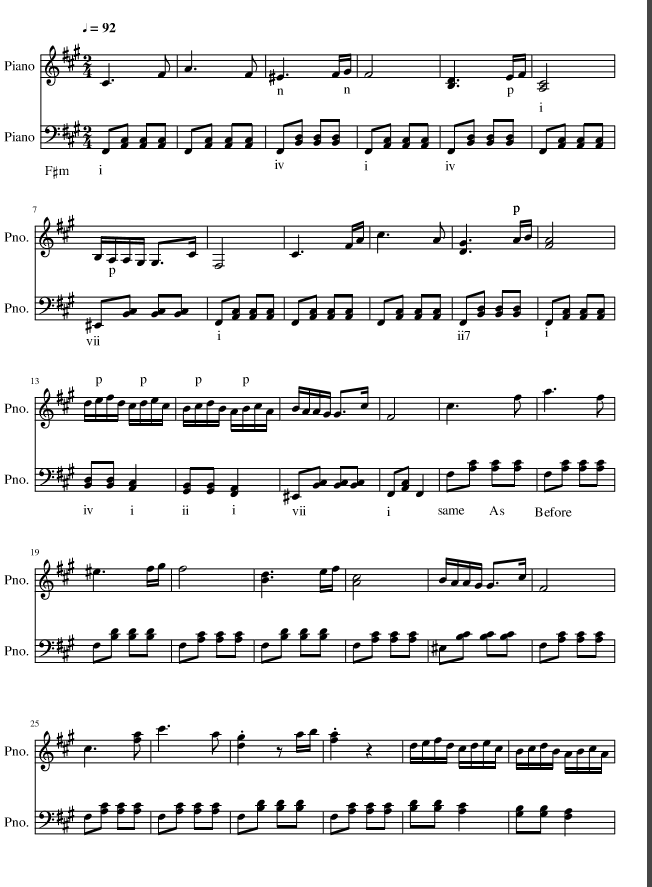 ♩ = 92
Piano
n n p
i
Piano
F♯m i iv i iv
7
p
Pno.
p
Pno.
vii i ii7 i
13
p p p p
Pno.
Pno.
iv i ii i vii i same As Before
19
Pno.
Pno.
25
Pno.
Pno.